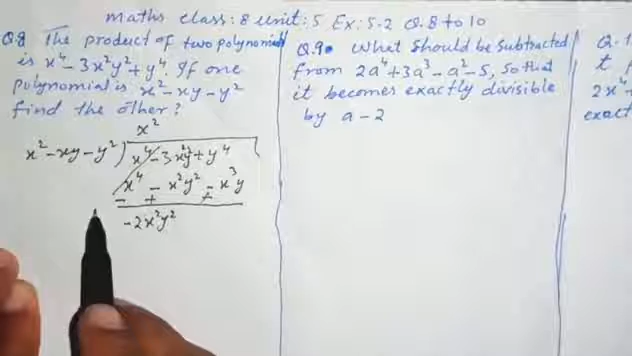 maths class: 8 unit: 5 Ex: 5.2 Q.8 to 10
Q.8 The product of two polynomial
is x⁴ - 3x²y² + y⁴. If one
polynomial is x² - xy - y²
find the other?
x²
x² - xy - y² ) x⁴ - 3x²y² + y⁴
x⁴ - x²y² - x³y
- + +
-2x²y²
Q.9. What should be subtracted
from 2a⁴ + 3a³ - a² - 5, so that
it becomes exactly divisible
by a - 2
Q.1
t
2x⁴
exact